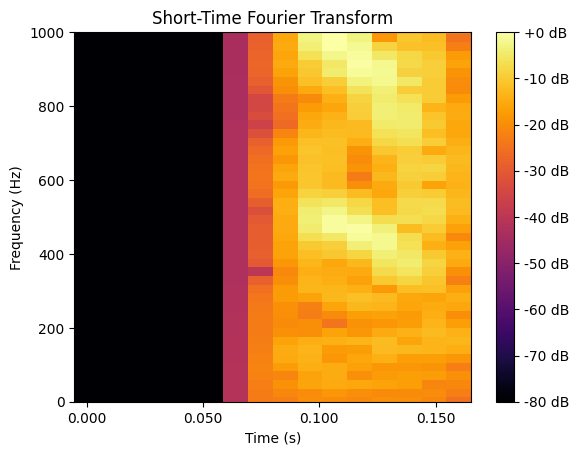 Short-Time Fourier Transform
1000
800
600
400
200
0
Frequency (Hz)
0.000
0.050
0.100
0.150
Time (s)
+0 dB
-10 dB
-20 dB
-30 dB
-40 dB
-50 dB
-60 dB
-70 dB
-80 dB